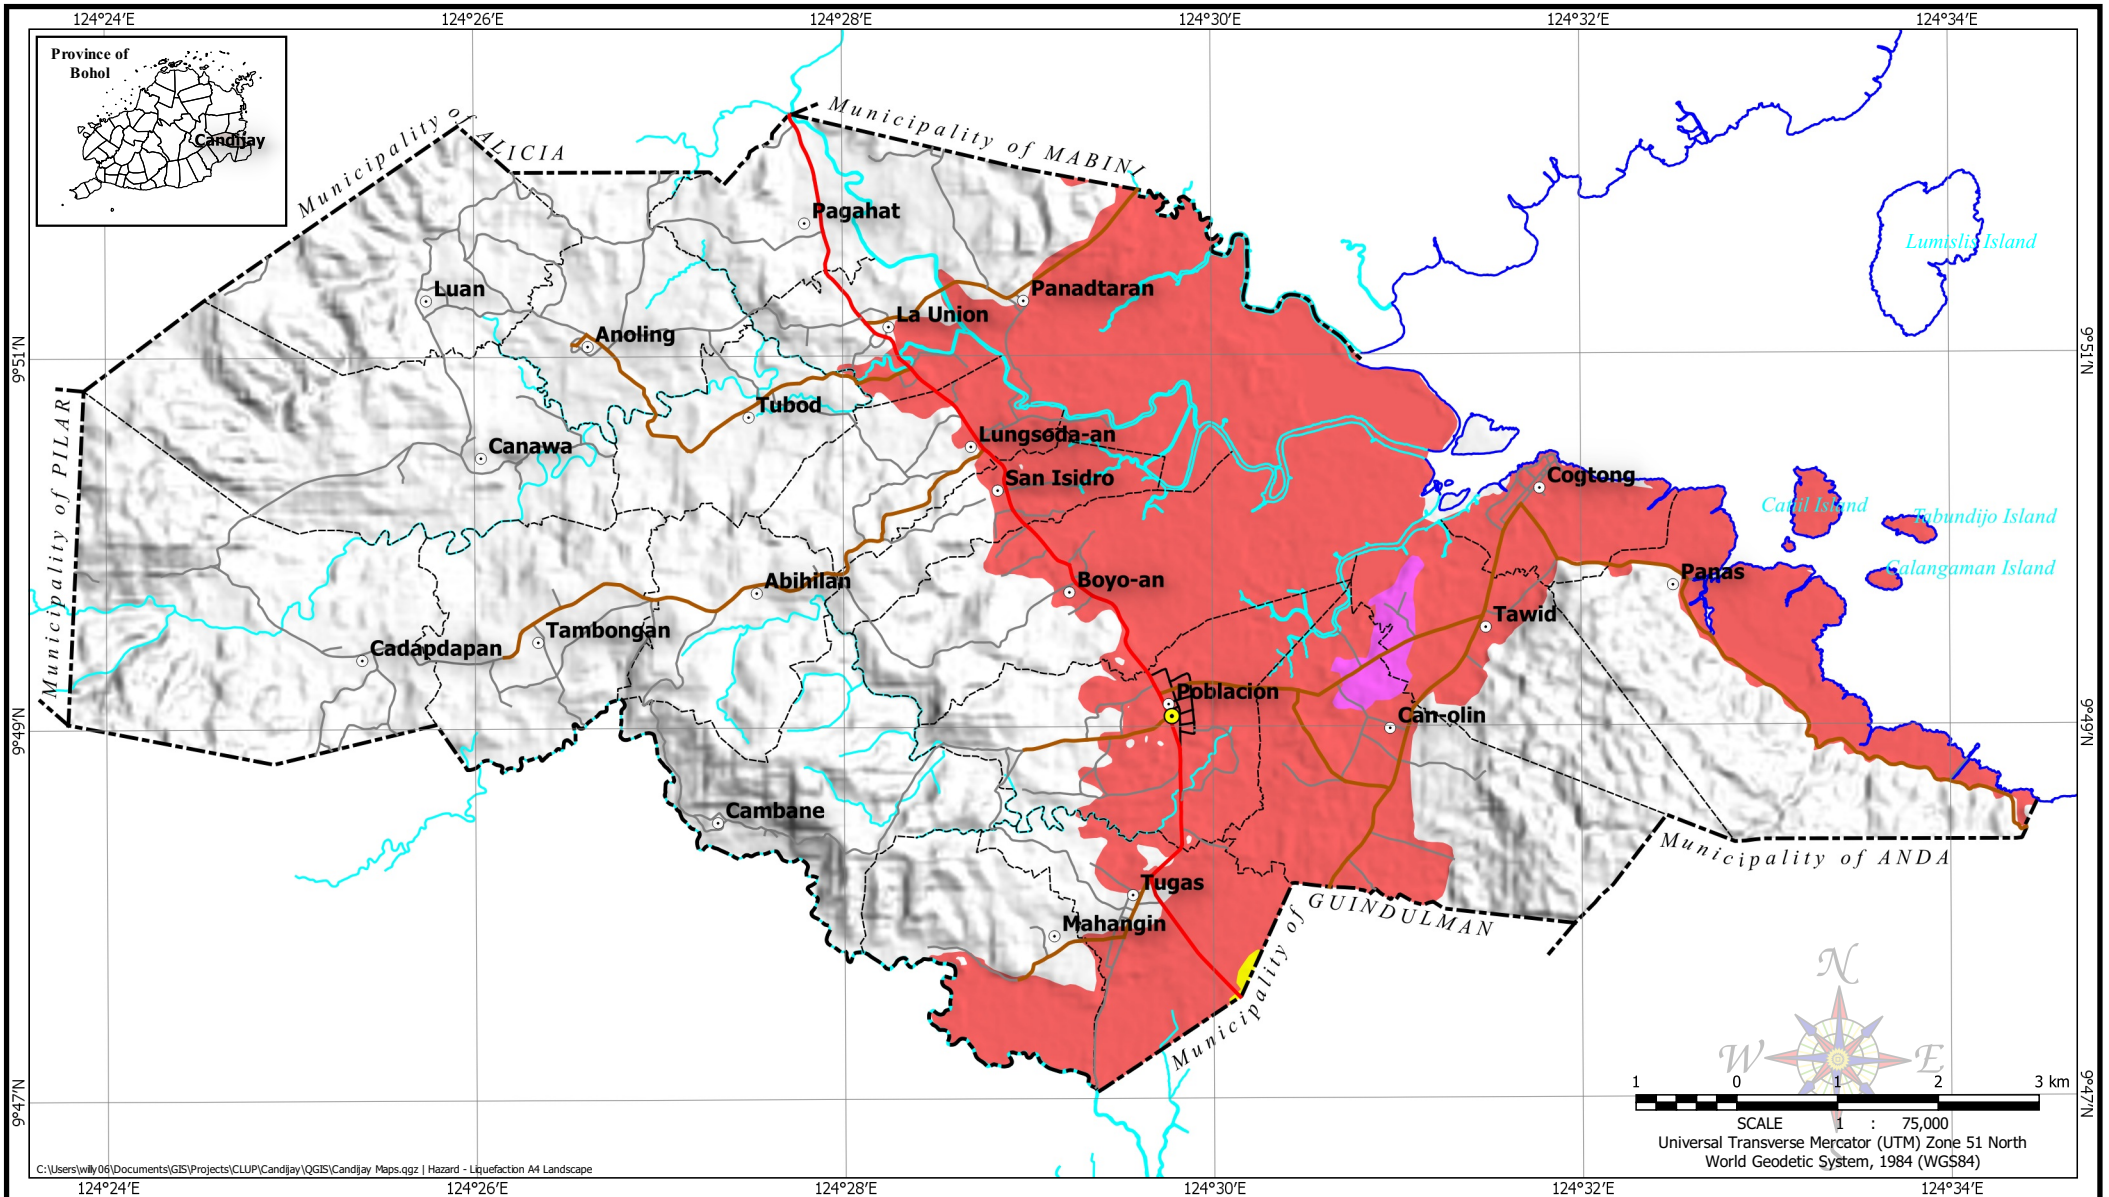 124°24′E 124°26′E 124°28′E 124°30′E 124°32′E 124°34′E
Province of
Bohol
Candijay
Municipality of ALICIA
Municipality of MABINI
Municipality of PILAR
Pagahat
Lumislis Island
Luan
Panadtaran
La Union
Anoling
9°51′N
9°51′N
Tubod
Lungsoda-an
Canawa
San Isidro
Cogtong
Catiil Island
Tabundijo Island
Calangaman Island
Panas
Abihilan
Boyo-an
Tawid
Tambongan
Cadapdapan
Poblacion
Can-olin
9°49′N
9°49′N
Cambane
Municipality of ANDA
Tugas
Municipality of GUINDULMAN
Mahangin
N
W
E
S
9°47′N
9°47′N
1 0 1 2 3 km
SCALE 1 : 75,000
Universal Transverse Mercator (UTM) Zone 51 North
World Geodetic System, 1984 (WGS84)
C:\Users\willy06\Documents\GIS\Projects\CLUP\Candijay\QGIS\Candijay Maps.qgz | Hazard - Liquefaction A4 Landscape
124°24′E 124°26′E 124°28′E 124°30′E 124°32′E 124°34′E